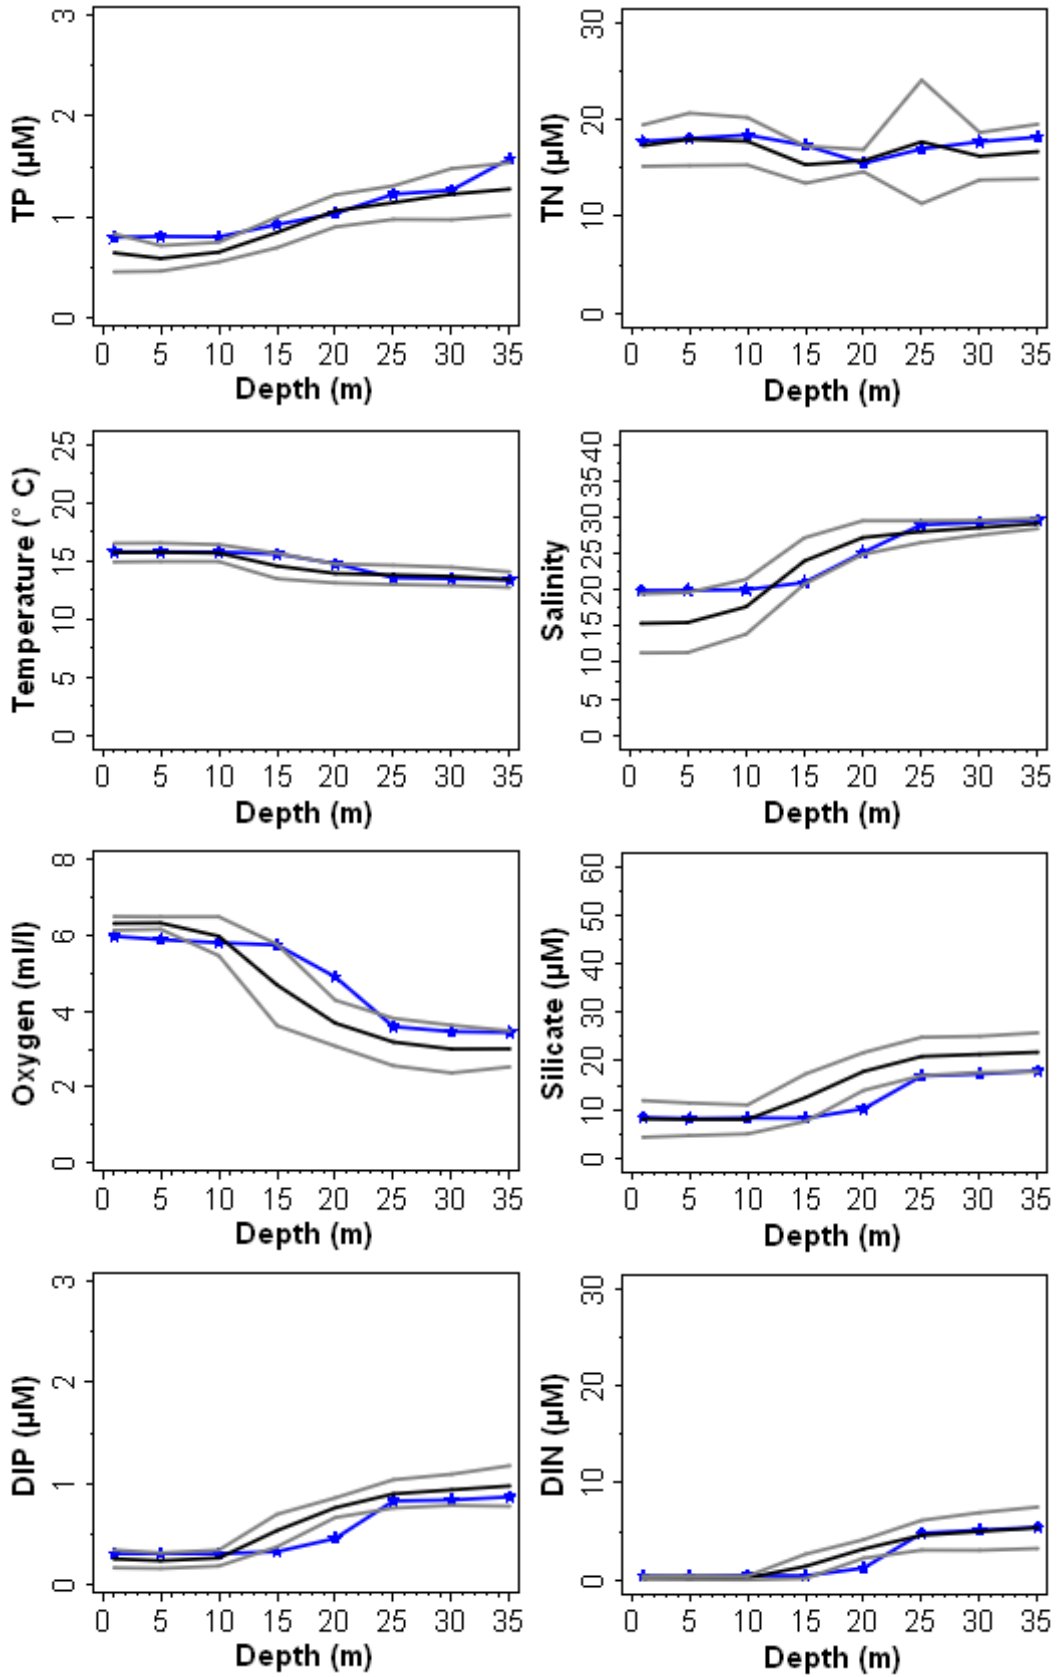 TP (µM)
3
2
1
0
0 5 10 15 20 25 30 35
Depth (m)
TN (µM)
30
20
10
0
0 5 10 15 20 25 30 35
Depth (m)
Temperature (° C)
25
20
15
10
5
0
0 5 10 15 20 25 30 35
Depth (m)
Salinity
40
35
30
25
20
15
10
5
0
0 5 10 15 20 25 30 35
Depth (m)
Oxygen (ml/l)
8
6
4
2
0
0 5 10 15 20 25 30 35
Depth (m)
Silicate (µM)
60
50
40
30
20
10
0
0 5 10 15 20 25 30 35
Depth (m)
DIP (µM)
3
2
1
0
0 5 10 15 20 25 30 35
Depth (m)
DIN (µM)
30
20
10
0
0 5 10 15 20 25 30 35
Depth (m)